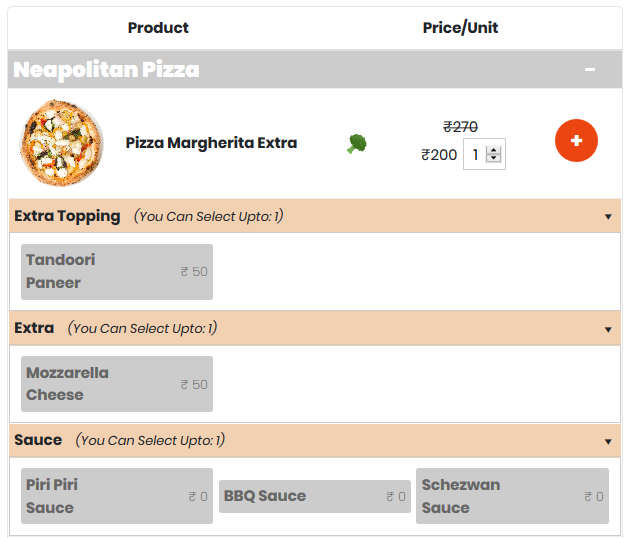 Product Price/Unit
Neapolitan Pizza −
Pizza Margherita Extra ₹270
₹200 1 +
Extra Topping (You Can Select Upto: 1) ▼
Tandoori
Paneer ₹ 50
Extra (You Can Select Upto: 1) ▼
Mozzarella
Cheese ₹ 50
Sauce (You Can Select Upto: 1) ▼
Piri Piri
Sauce ₹ 0
BBQ Sauce ₹ 0
Schezwan
Sauce ₹ 0